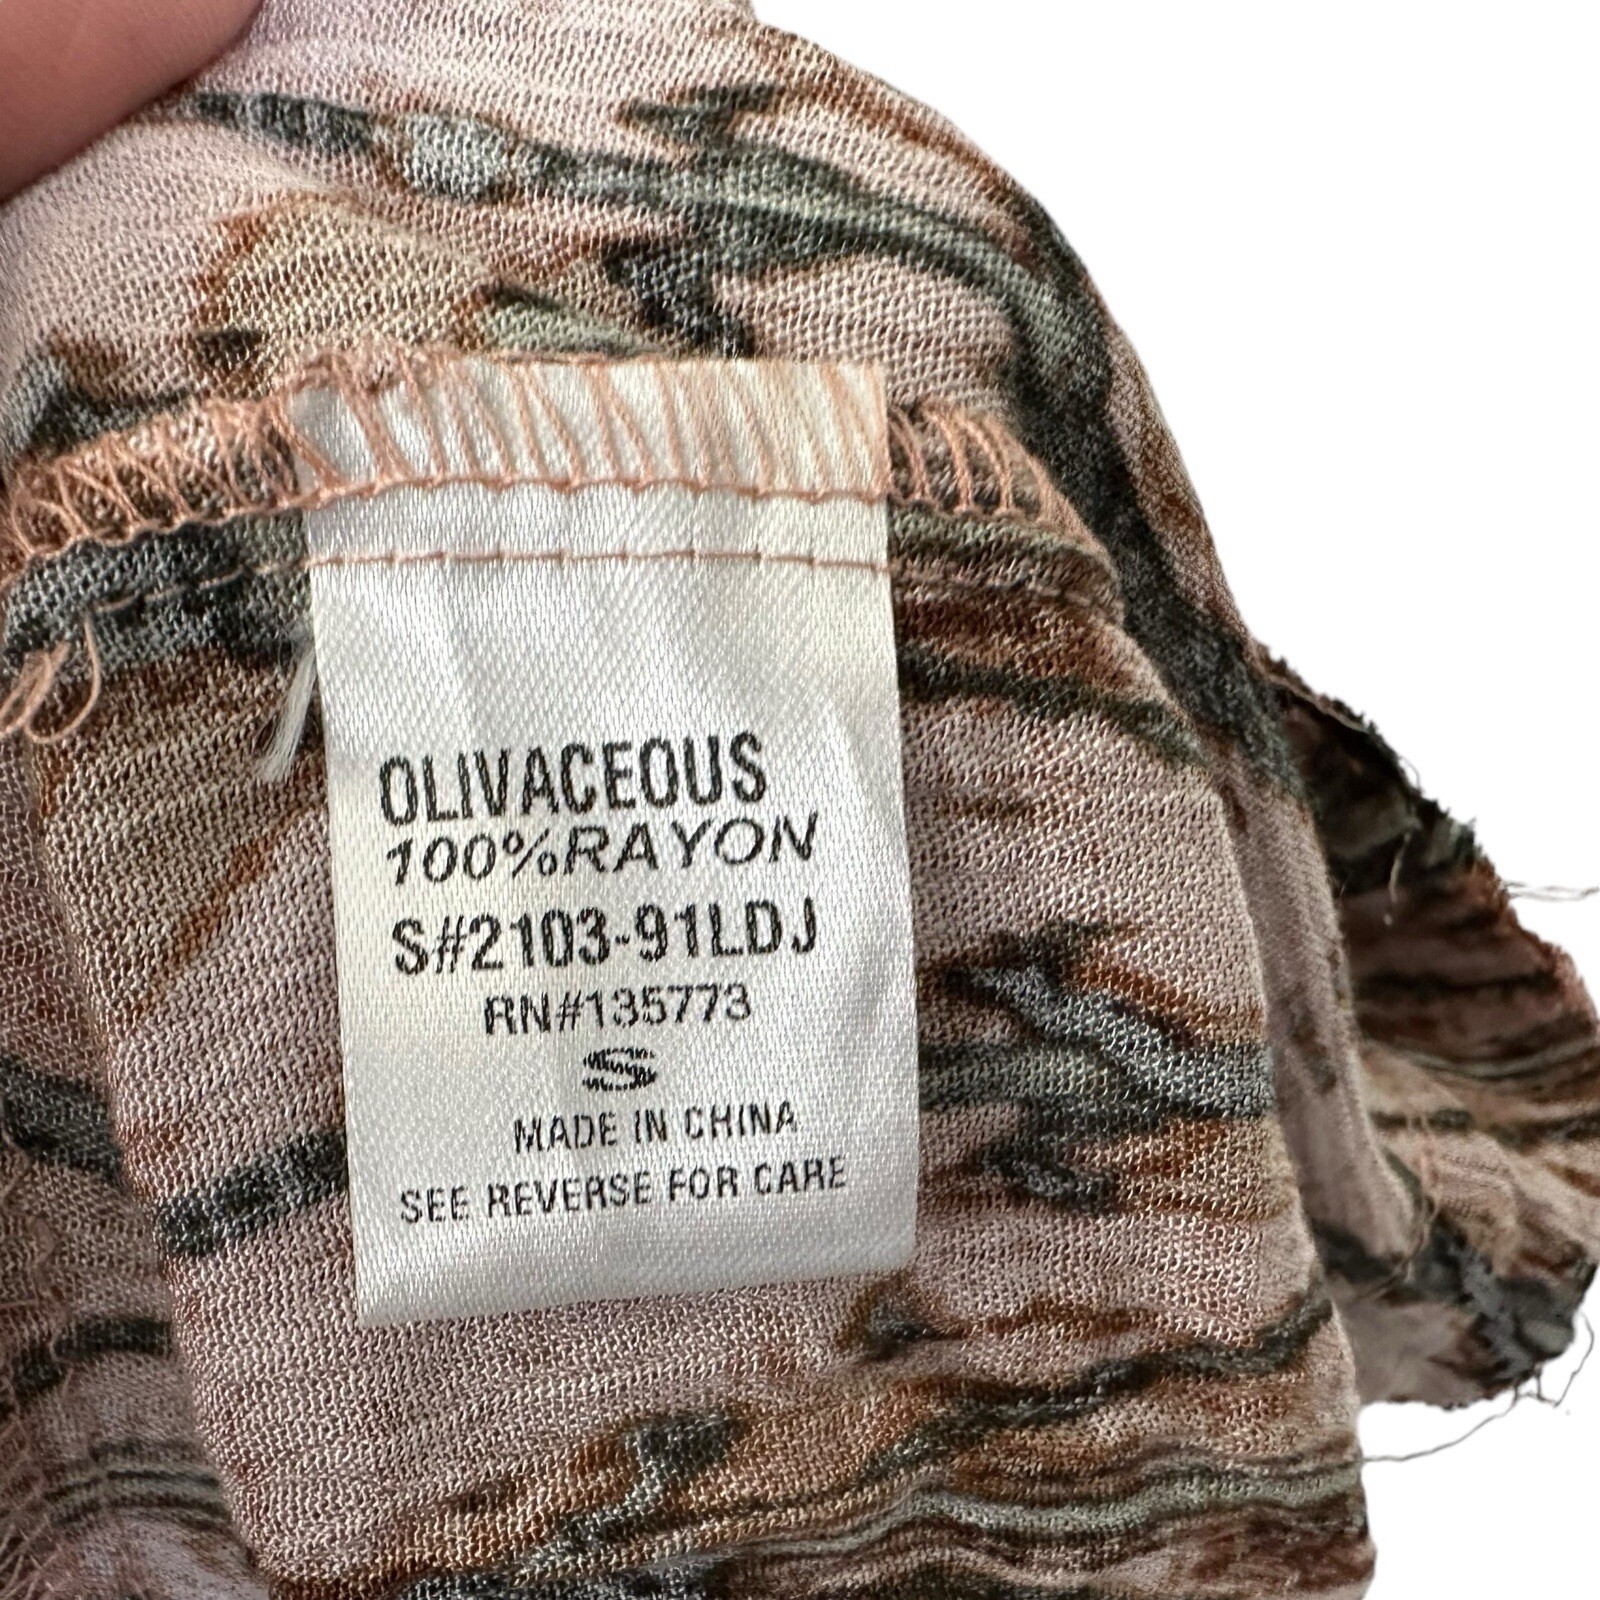 OLIVACEOUS
100%RAYON
S#2103-91LDJ
RN#135773
S
MADE IN CHINA
SEE REVERSE FOR CARE